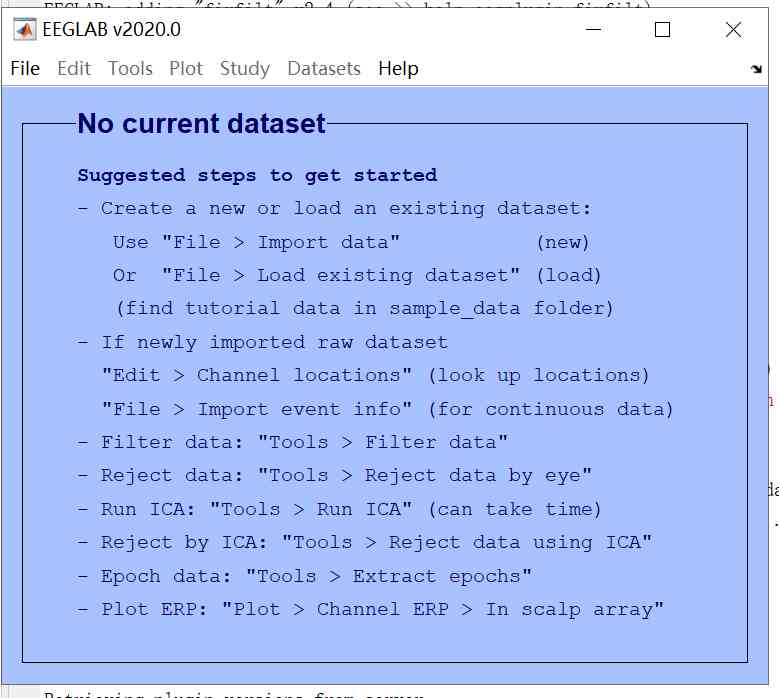 EEGLAB v2020.0
File Edit Tools Plot Study Datasets Help
No current dataset
Suggested steps to get started
- Create a new or load an existing dataset:
Use "File > Import data" (new)
Or "File > Load existing dataset" (load)
(find tutorial data in sample_data folder)
- If newly imported raw dataset
"Edit > Channel locations" (look up locations)
"File > Import event info" (for continuous data)
- Filter data: "Tools > Filter data"
- Reject data: "Tools > Reject data by eye"
- Run ICA: "Tools > Run ICA" (can take time)
- Reject by ICA: "Tools > Reject data using ICA"
- Epoch data: "Tools > Extract epochs"
- Plot ERP: "Plot > Channel ERP > In scalp array"